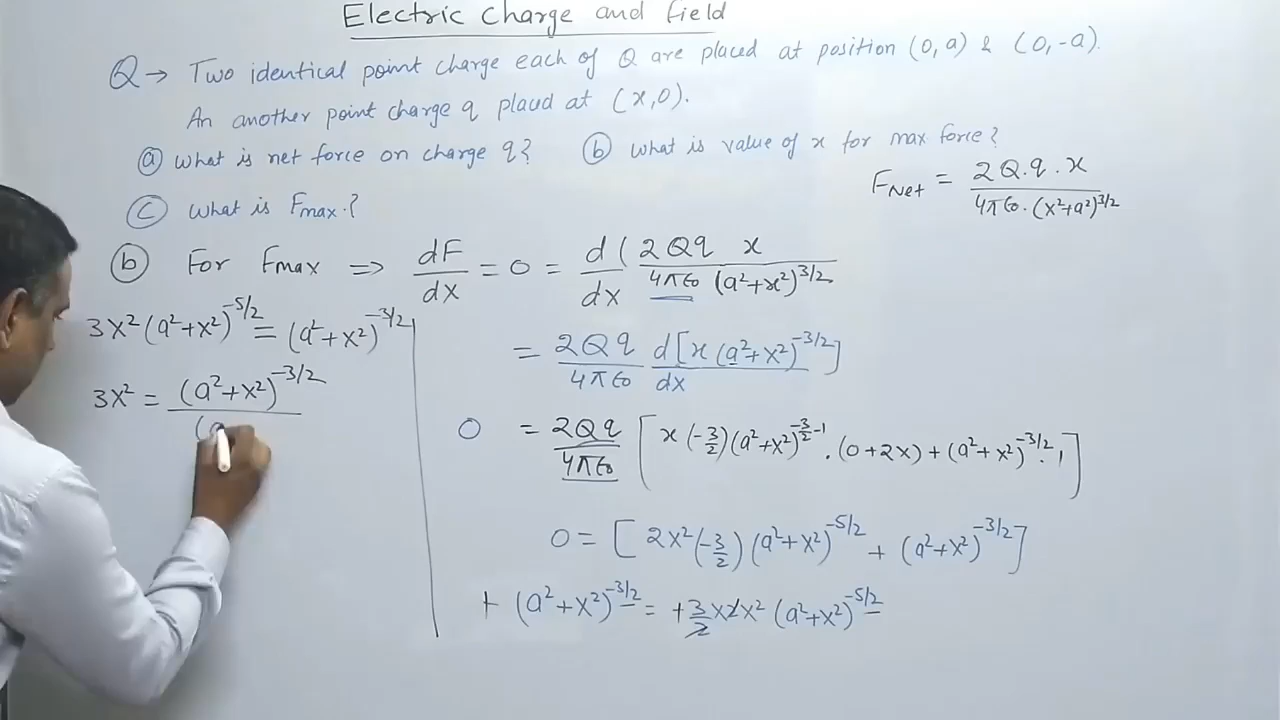 Electric Charge and field
Q → Two identical point charge each of Q are placed at position (0, a) & (0, -a).
An another point charge q placed at (x, 0).
ⓐ What is net force on charge q? ⓑ What is value of x for max force?
F_Net = 2Q.q.x / 4πϵ₀.(x²+a²)^3/2
ⓒ What is Fmax.?
ⓑ For Fmax ⟹ dF/dx = 0 = d/dx (2Qq x / 4πϵ₀ (a²+x²)^3/2
= 2Qq/4πϵ₀ d/dx [x (a²+x²)^-3/2]
0 = 2Qq/4πϵ₀ [x(-3/2)(a²+x²)^-3/2-1 . (0+2x) + (a²+x²)^-3/2 . 1]
0 = [2x²(-3/2)(a²+x²)^-5/2 + (a²+x²)^-3/2]
+ (a²+x²)^-3/2 = +3/2 x 2x² (a²+x²)^-5/2
3x²(a²+x²)^-5/2 = (a²+x²)^-3/2
3x² = (a²+x²)^-3/2 / (a